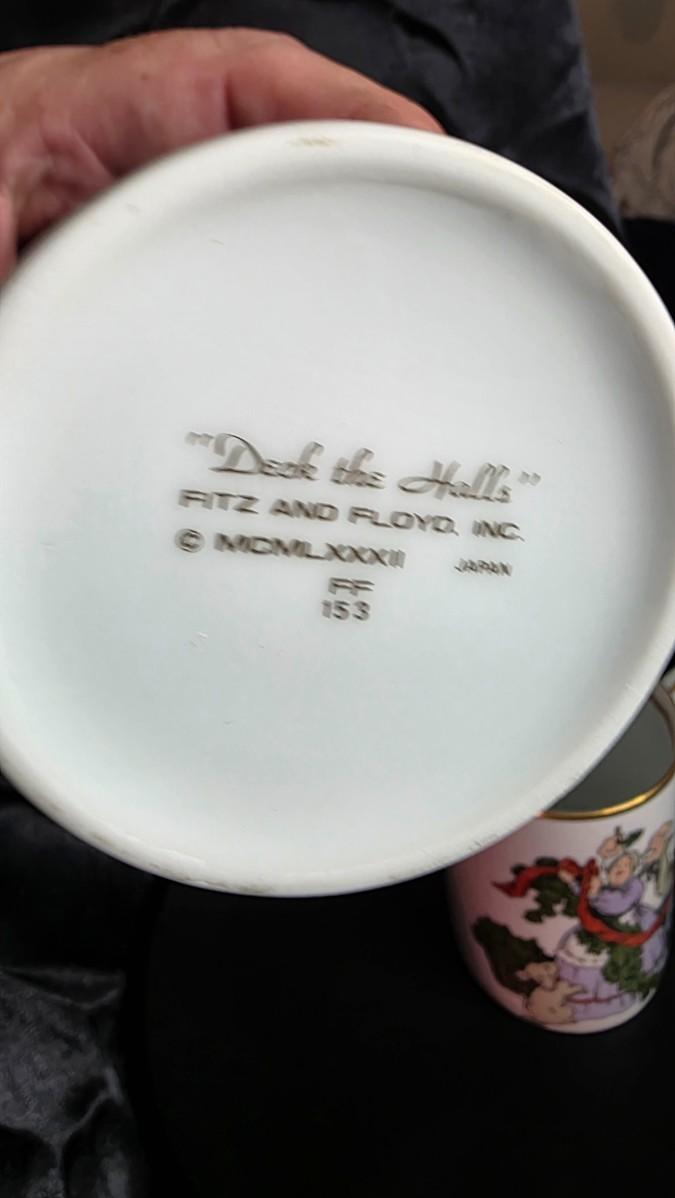 "Deck the Halls"
FITZ AND FLOYD, INC.
© MCMLXXXII JAPAN
FF
153